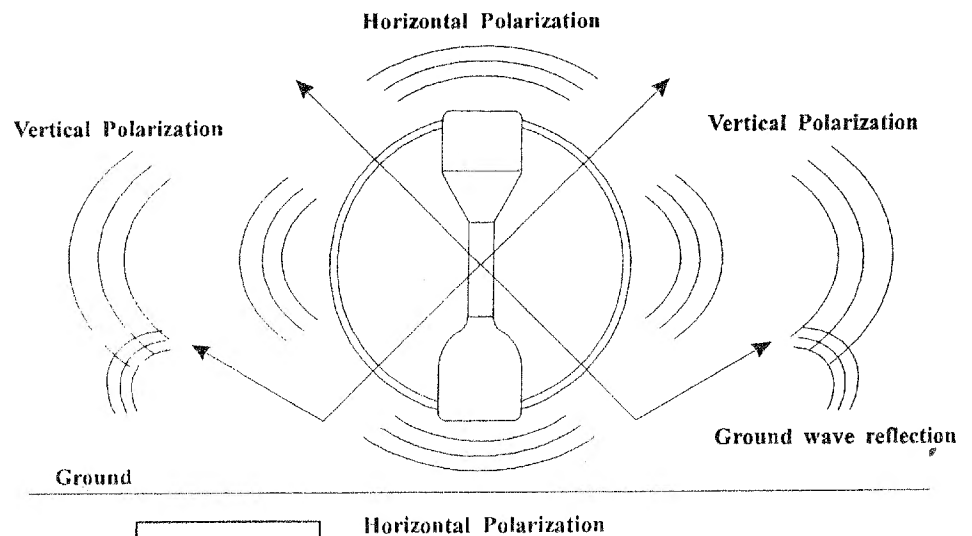 Horizontal Polarization
Vertical Polarization
Vertical Polarization
Ground wave reflection
Ground
Horizontal Polarization